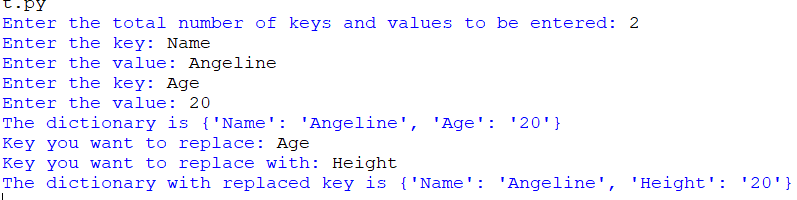 t.py
Enter the total number of keys and values to be entered: 2
Enter the key: Name
Enter the value: Angeline
Enter the key: Age
Enter the value: 20
The dictionary is {'Name': 'Angeline', 'Age': '20'}
Key you want to replace: Age
Key you want to replace with: Height
The dictionary with replaced key is {'Name': 'Angeline', 'Height': '20'}